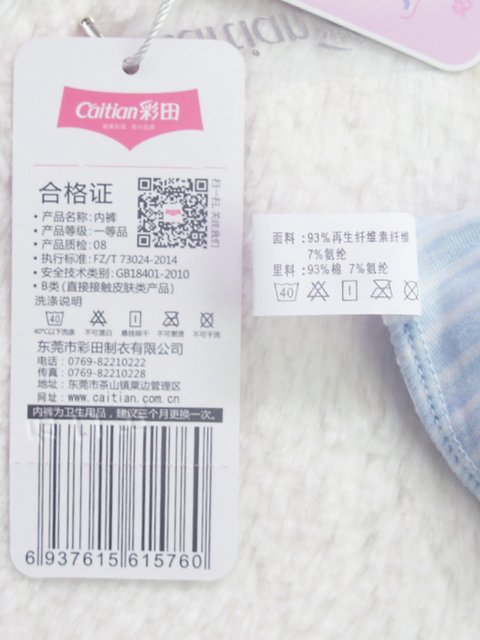 Caitian彩田
合格证
扫一扫,关注我们
• 产品名称:内裤
• 产品等级:一等品
• 产品质检:08
• 执行标准:FZ/T 73024-2014
• 安全技术类别:GB18401-2010
• B类(直接接触皮肤类产品)
洗涤说明
40
40°C以下洗涤 不可漂白 悬挂晾干 不可熨烫 不可干洗
东莞市彩田制衣有限公司
电话:0769-82210222
传真:0769-82210228
地址:东莞市茶山镇粟边管理区
网址:www.caitian.com.cn
内裤为卫生用品,建议三个月更换一次。
6 937615 615760
面料:93%再生纤维素纤维
7%氨纶
里料:93%棉 7%氨纶
40